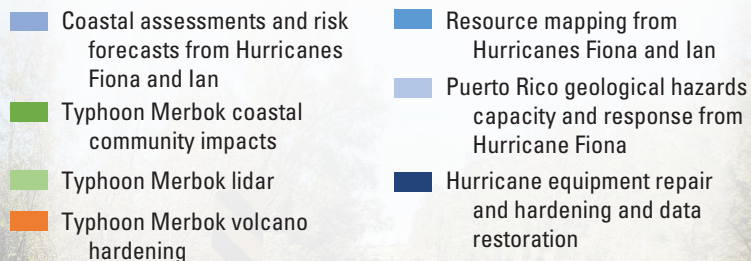 Coastal assessments and risk
forecasts from Hurricanes
Fiona and Ian
Typhoon Merbok coastal
community impacts
Typhoon Merbok lidar
Typhoon Merbok volcano
hardening
Resource mapping from
Hurricanes Fiona and Ian
Puerto Rico geological hazards
capacity and response from
Hurricane Fiona
Hurricane equipment repair
and hardening and data
restoration